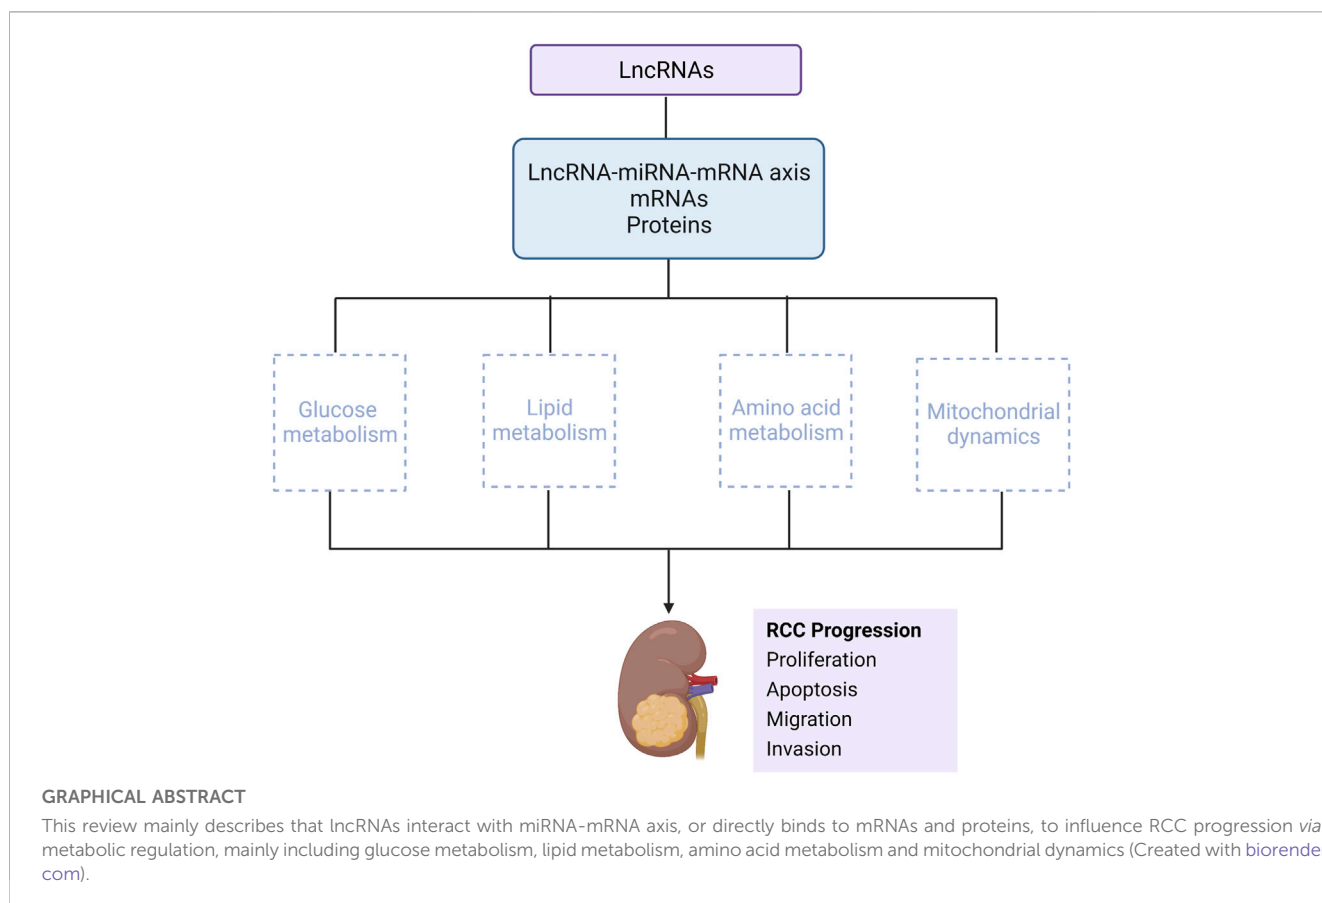 LncRNAs
LncRNA-miRNA-mRNA axis
mRNAs
Proteins
Glucose
metabolism
Lipid
metabolism
Amino acid
metabolism
Mitochondrial
dynamics
RCC Progression
Proliferation
Apoptosis
Migration
Invasion
GRAPHICAL ABSTRACT
This review mainly describes that lncRNAs interact with miRNA-mRNA axis, or directly binds to mRNAs and proteins, to influence RCC progression via
metabolic regulation, mainly including glucose metabolism, lipid metabolism, amino acid metabolism and mitochondrial dynamics (Created with biorende
com).